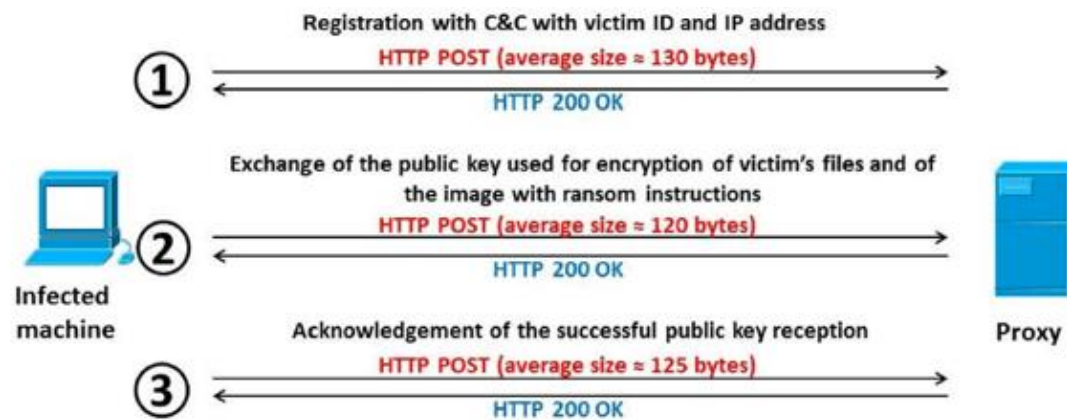 Registration with C&C with victim ID and IP address
HTTP POST (average size ≈ 130 bytes)
1
HTTP 200 OK
Exchange of the public key used for encryption of victim's files and of
the image with ransom instructions
HTTP POST (average size ≈ 120 bytes)
2
HTTP 200 OK
Infected
machine
Proxy
Acknowledgement of the successful public key reception
HTTP POST (average size ≈ 125 bytes)
3
HTTP 200 OK